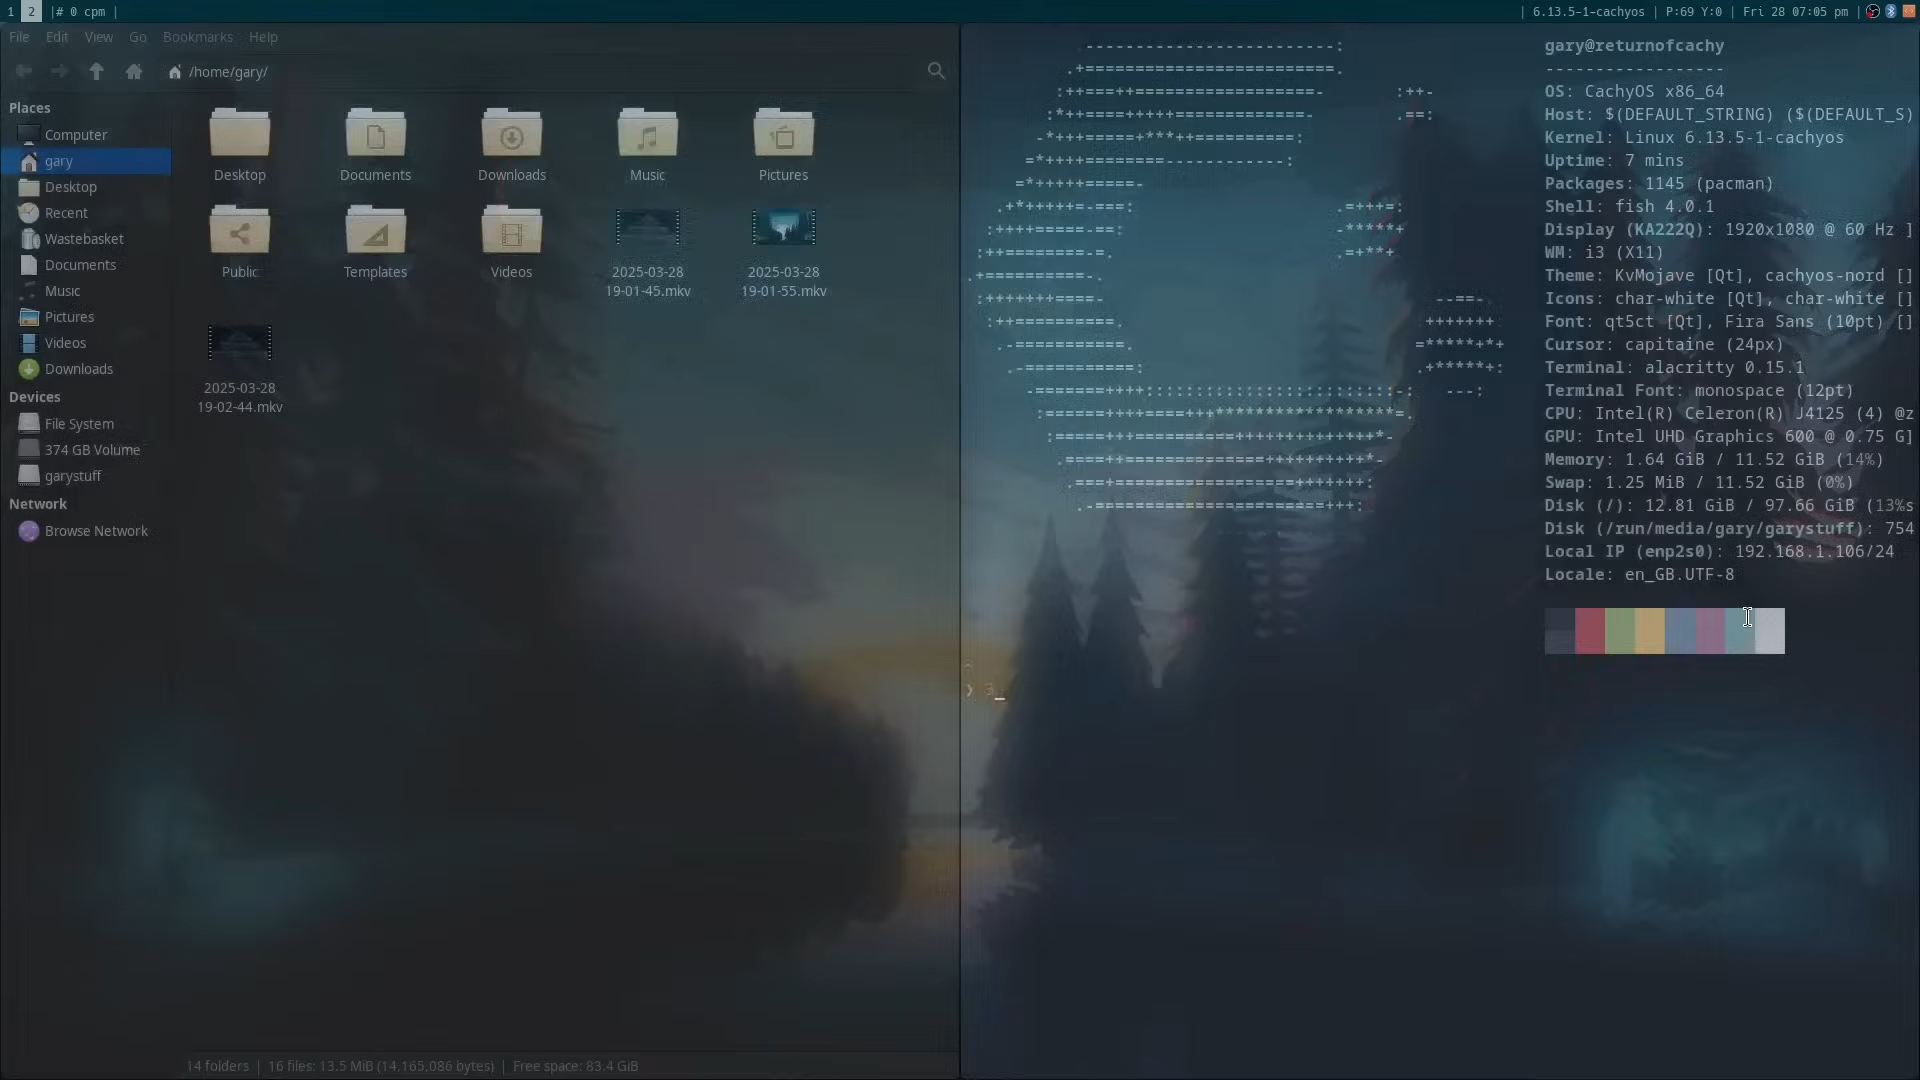 1 2 |# 0 cpm |
| 6.13.5-1-cachyos | P:69 Y:0 | Fri 28 07:05 pm |
File Edit View Go Bookmarks Help
/home/gary/
Places
Computer
gary
Desktop
Recent
Wastebasket
Documents
Music
Pictures
Videos
Downloads
Devices
File System
374 GB Volume
garystuff
Network
Browse Network
Desktop Documents Downloads Music Pictures
Public Templates Videos 2025-03-28 19-01-45.mkv 2025-03-28 19-01-55.mkv
2025-03-28
19-02-44.mkv
14 folders | 16 files: 13.5 MiB (14,165,086 bytes) | Free space: 83.4 GiB
gary@returnofcachy
------------------
OS: CachyOS x86_64
Host: $(DEFAULT_STRING) ($(DEFAULT_S)
Kernel: Linux 6.13.5-1-cachyos
Uptime: 7 mins
Packages: 1145 (pacman)
Shell: fish 4.0.1
Display (KA222Q): 1920x1080 @ 60 Hz ]
WM: i3 (X11)
Theme: KvMojave [Qt], cachyos-nord []
Icons: char-white [Qt], char-white []
Font: qt5ct [Qt], Fira Sans (10pt) []
Cursor: capitaine (24px)
Terminal: alacritty 0.15.1
Terminal Font: monospace (12pt)
CPU: Intel(R) Celeron(R) J4125 (4) @z
GPU: Intel UHD Graphics 600 @ 0.75 G]
Memory: 1.64 GiB / 11.52 GiB (14%)
Swap: 1.25 MiB / 11.52 GiB (0%)
Disk (/): 12.81 GiB / 97.66 GiB (13%s
Disk (/run/media/gary/garystuff): 754
Local IP (enp2s0): 192.168.1.106/24
Locale: en_GB.UTF-8
❯ 3_